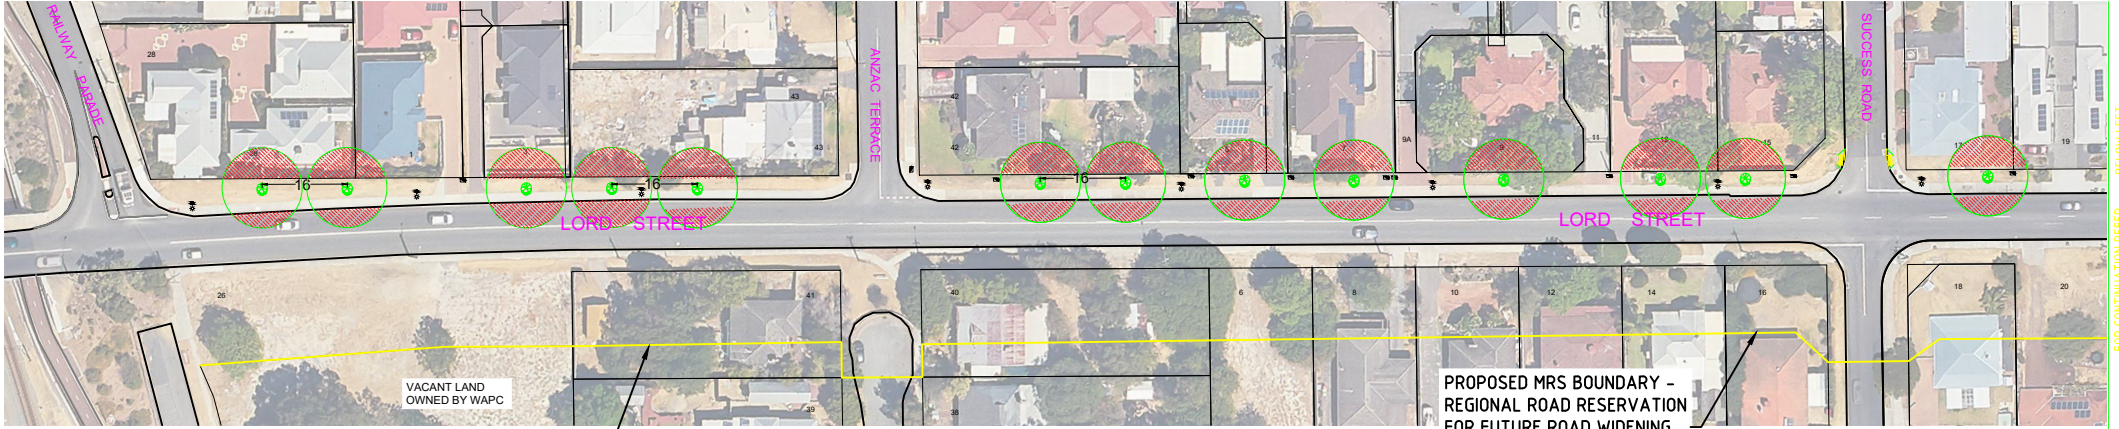 RAILWAY PARADE
ANZAC TERRACE
SUCCESS ROAD
28
43
42
9A
11
15
17
19
1
43
42
16
16
16
LORD STREET
LORD STREET
26
41
40
6
8
10
12
14
16
18
20
VACANT LAND
OWNED BY WAPC
39
38
PROPOSED MRS BOUNDARY –
REGIONAL ROAD RESERVATION
FOR FUTURE ROAD WIDENING